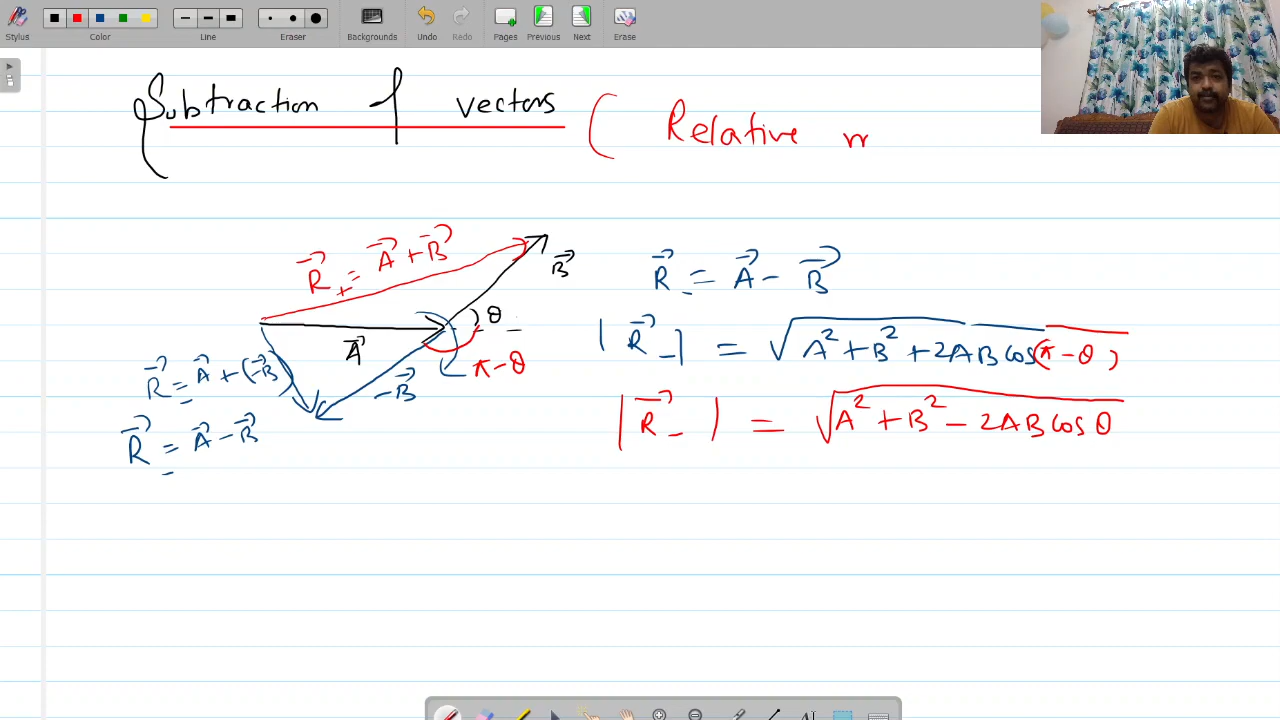 Stylus Color Line Eraser Backgrounds Undo Redo Pages Previous Next Erase
Subtraction of vectors ( Relative
R⃗₊ = A⃗ + B⃗
B⃗
θ
A⃗
π - θ
-B⃗
R⃗₋ = A⃗ + (-B⃗)
R⃗₋ = A⃗ - B⃗
R⃗₋ = A⃗ - B⃗
|R⃗₋| = √(A² + B² + 2AB cos(π - θ))
|R⃗₋| = √(A² + B² - 2AB cos θ)